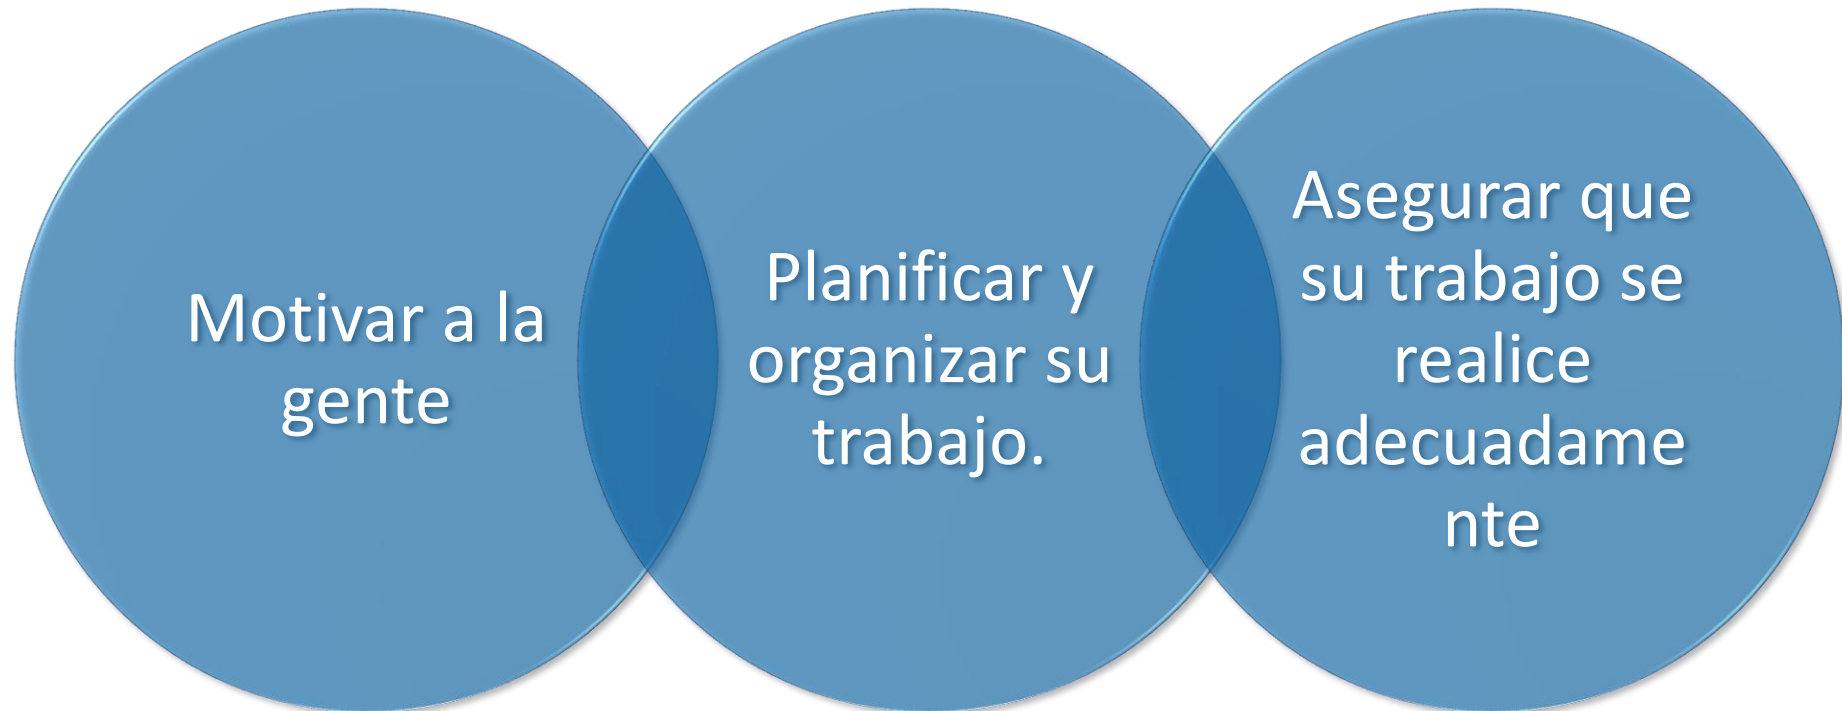 Motivar a la
gente
Planificar y
organizar su
trabajo.
Asegurar que
su trabajo se
realice
adecuadame
nte